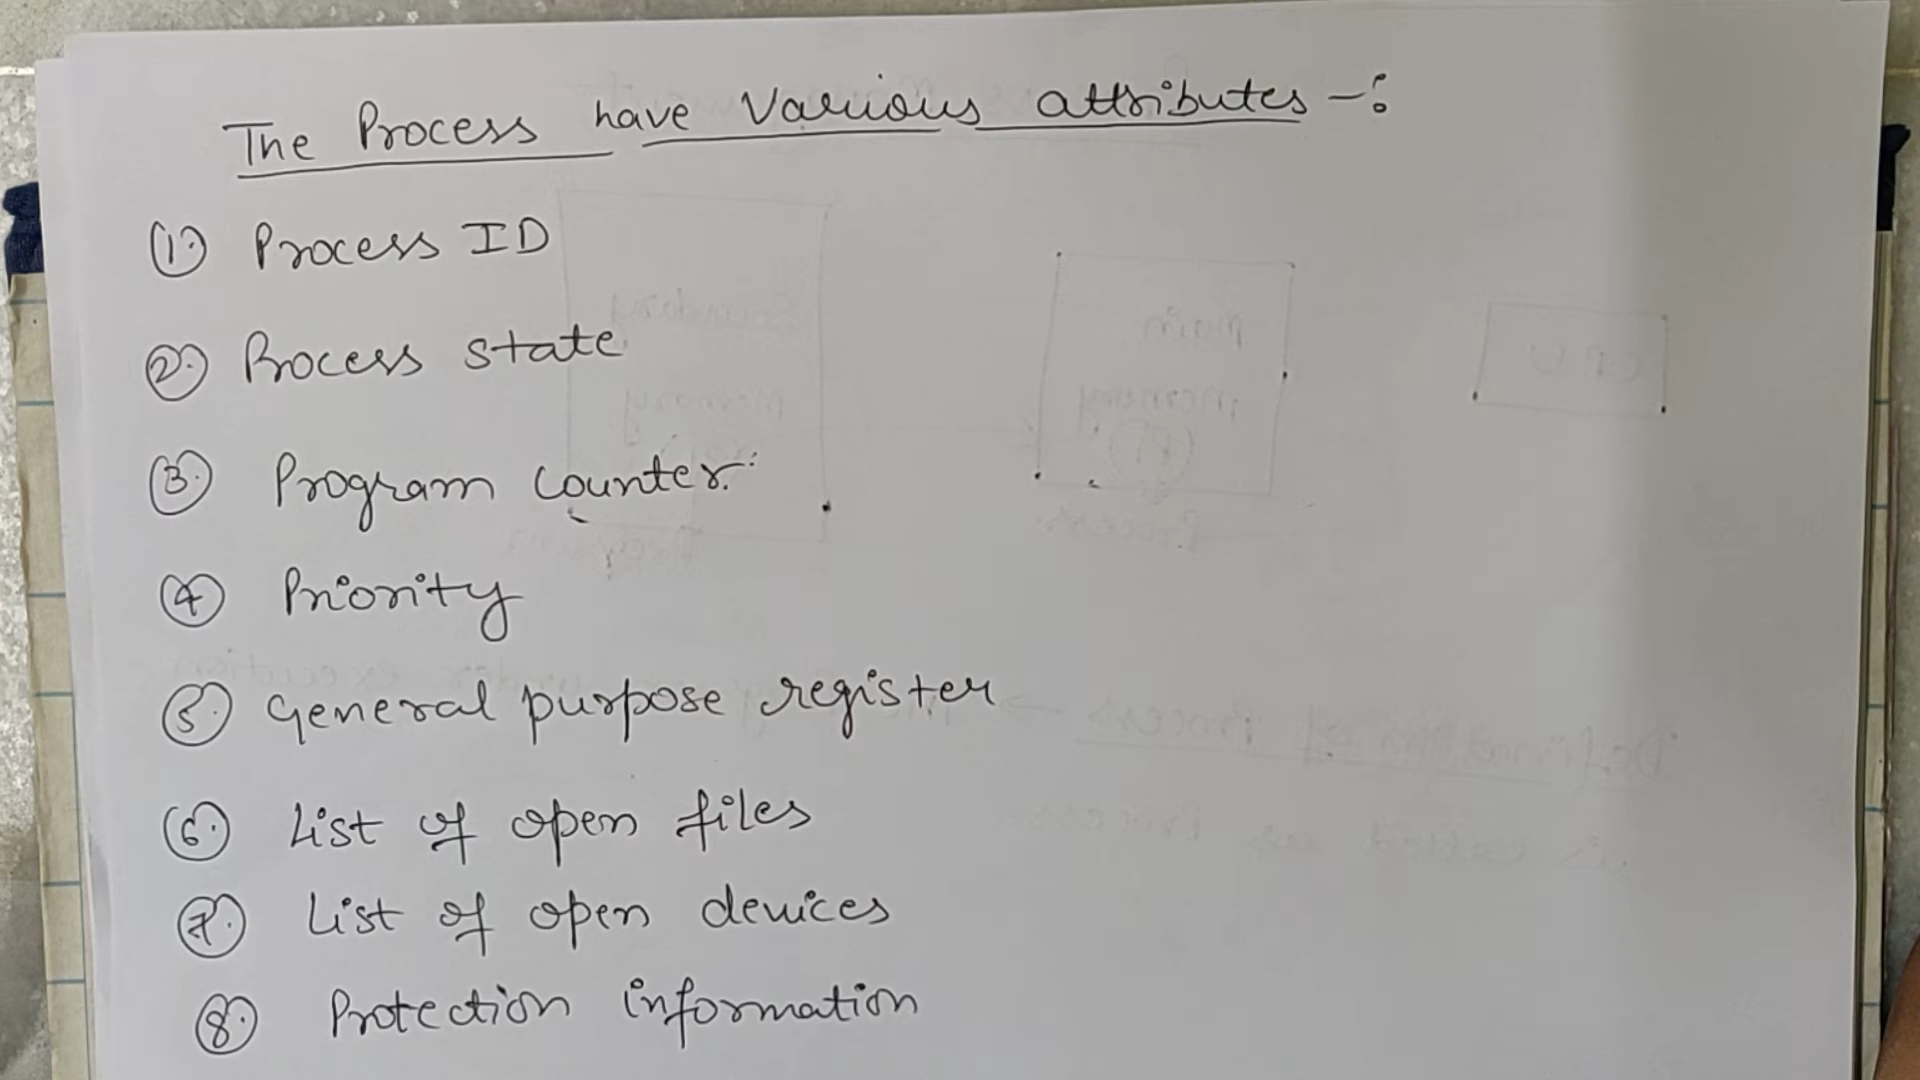 The Process have Various attributes -:
1. Process ID
2. Process state
3. Program counter.
4. Priority
5. General purpose register
6. List of open files
7. List of open devices
8. Protection information